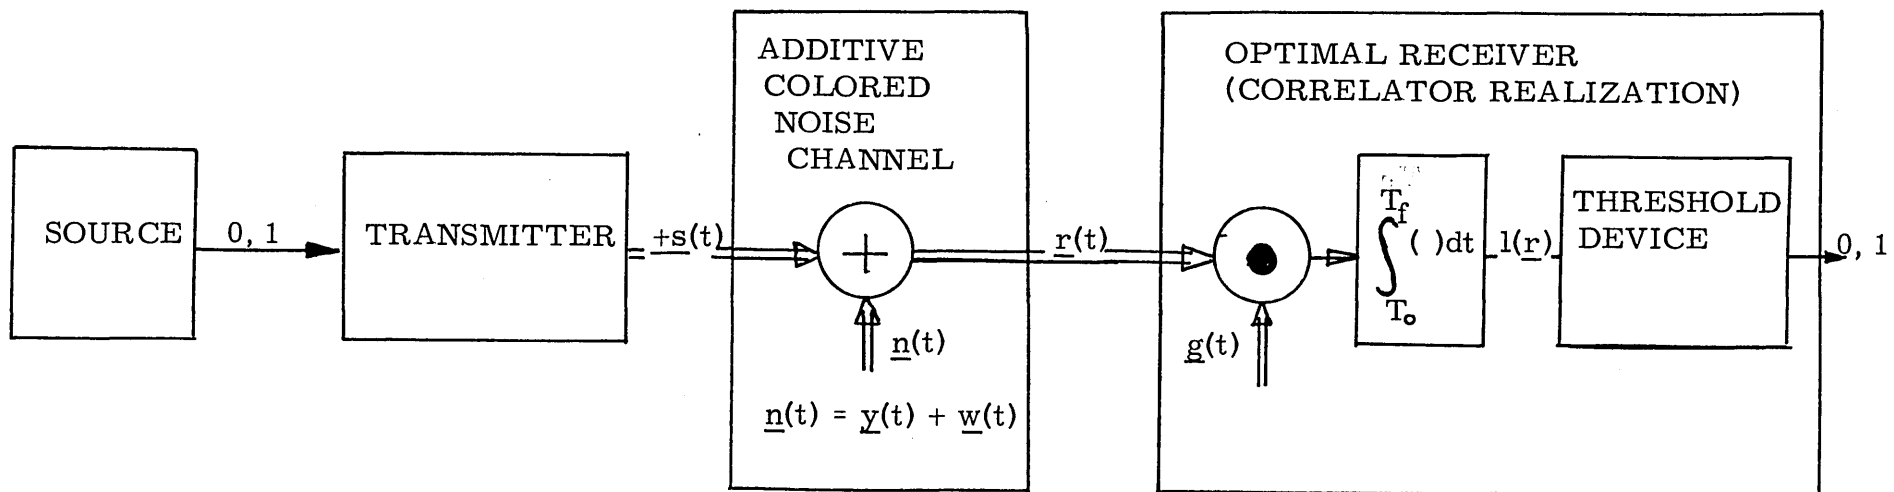 SOURCE
0, 1
TRANSMITTER
±s(t)
ADDITIVE
COLORED
NOISE
CHANNEL
+
n(t)
n(t) = y(t) + w(t)
r(t)
OPTIMAL RECEIVER
(CORRELATOR REALIZATION)
g(t)
T_f
∫ ( )dt
T_o
l(r)
THRESHOLD
DEVICE
0, 1